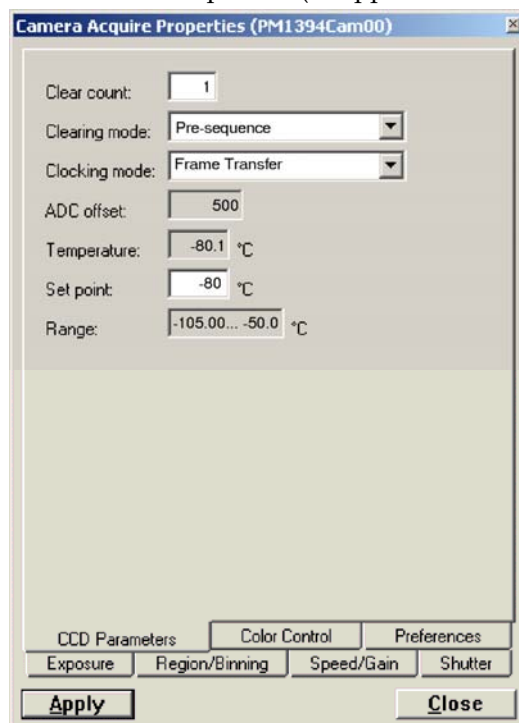 Camera Acquire Properties (PM1394Cam00)
Clear count: 1
Clearing mode: Pre-sequence
Clocking mode: Frame Transfer
ADC offset: 500
Temperature: -80.1 °C
Set point: -80 °C
Range: -105.00... -50.0 °C
CCD Parameters Color Control Preferences
Exposure Region/Binning Speed/Gain Shutter
Apply Close